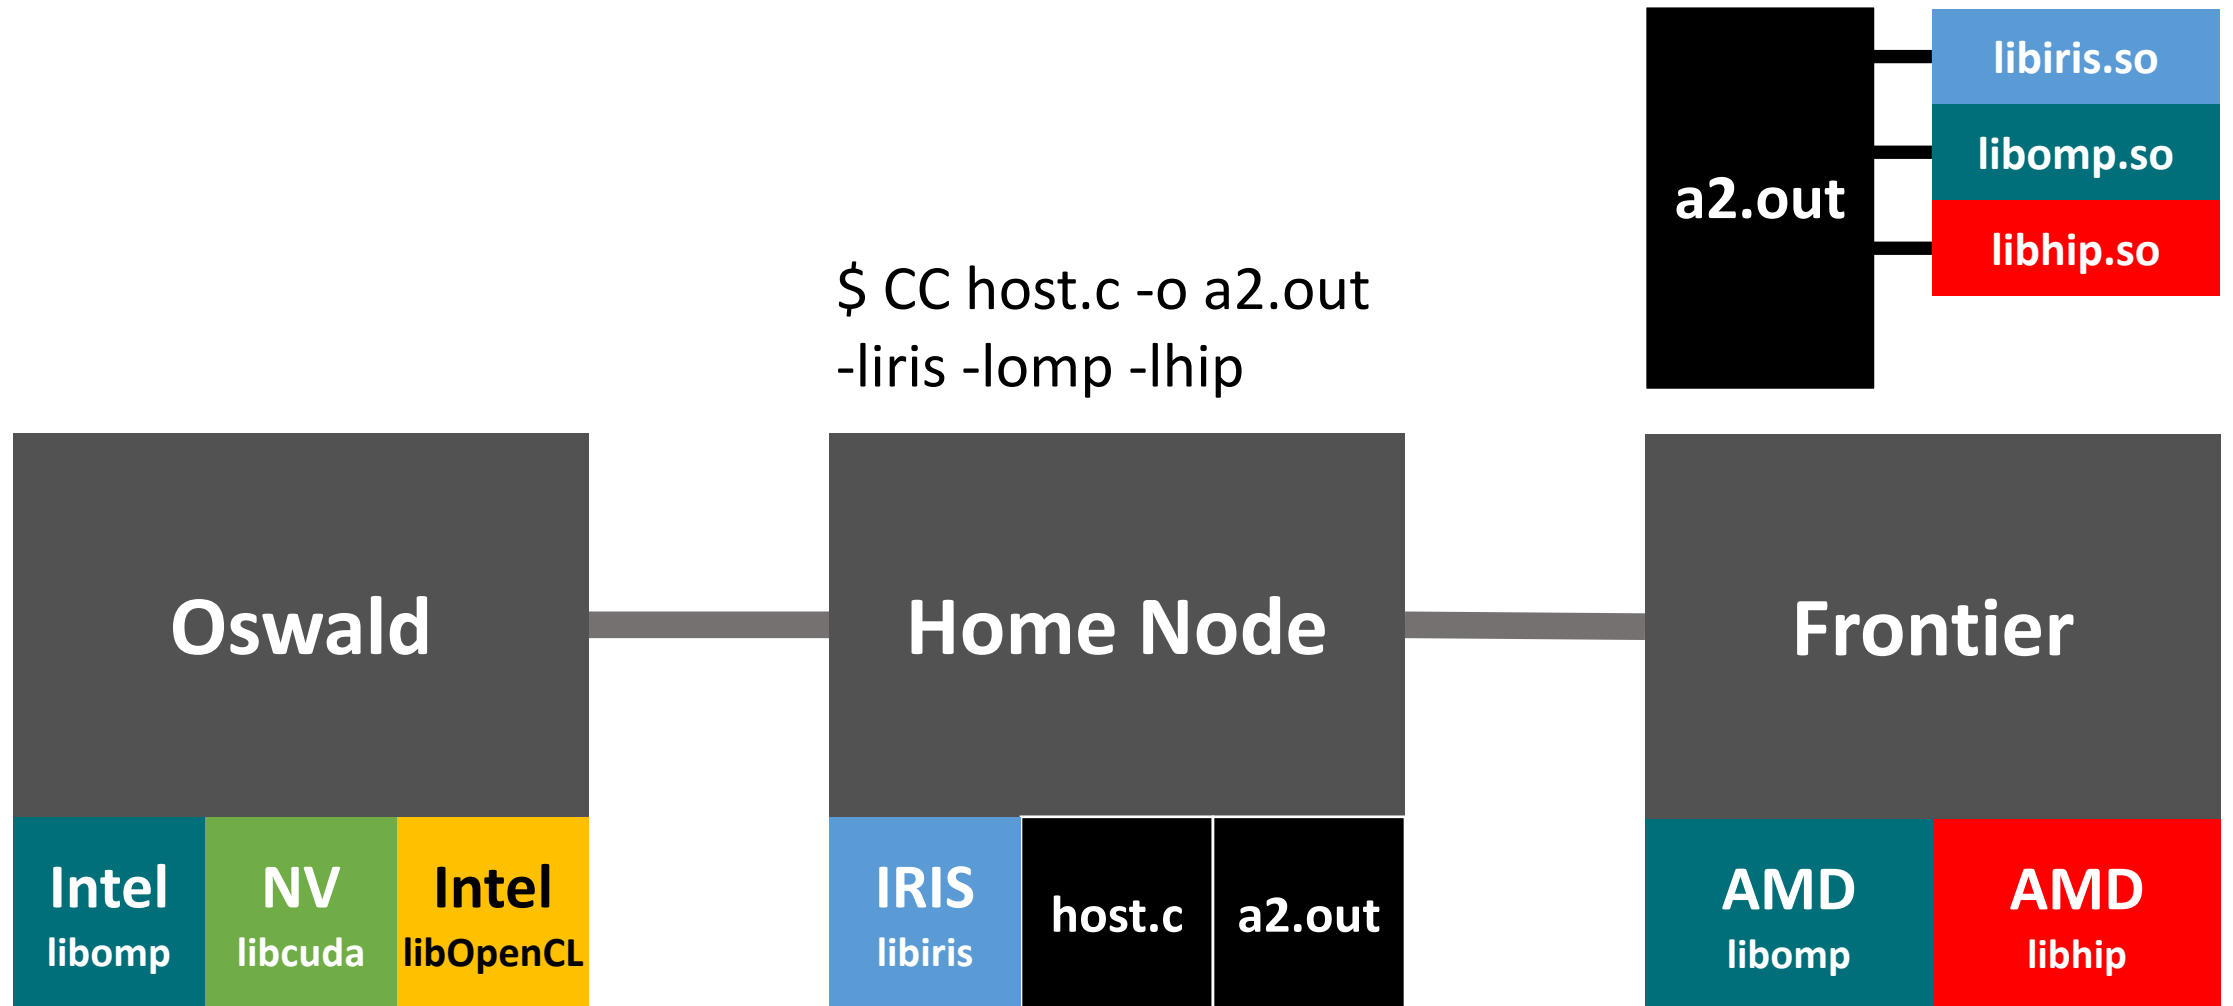 a2.out
libiris.so
libomp.so
libhip.so
$ CC host.c -o a2.out
-liris -lomp -lhip
Oswald
Home Node
Frontier
Intel
libomp
NV
libcuda
Intel
libOpenCL
IRIS
libiris
host.c
a2.out
AMD
libomp
AMD
libhip